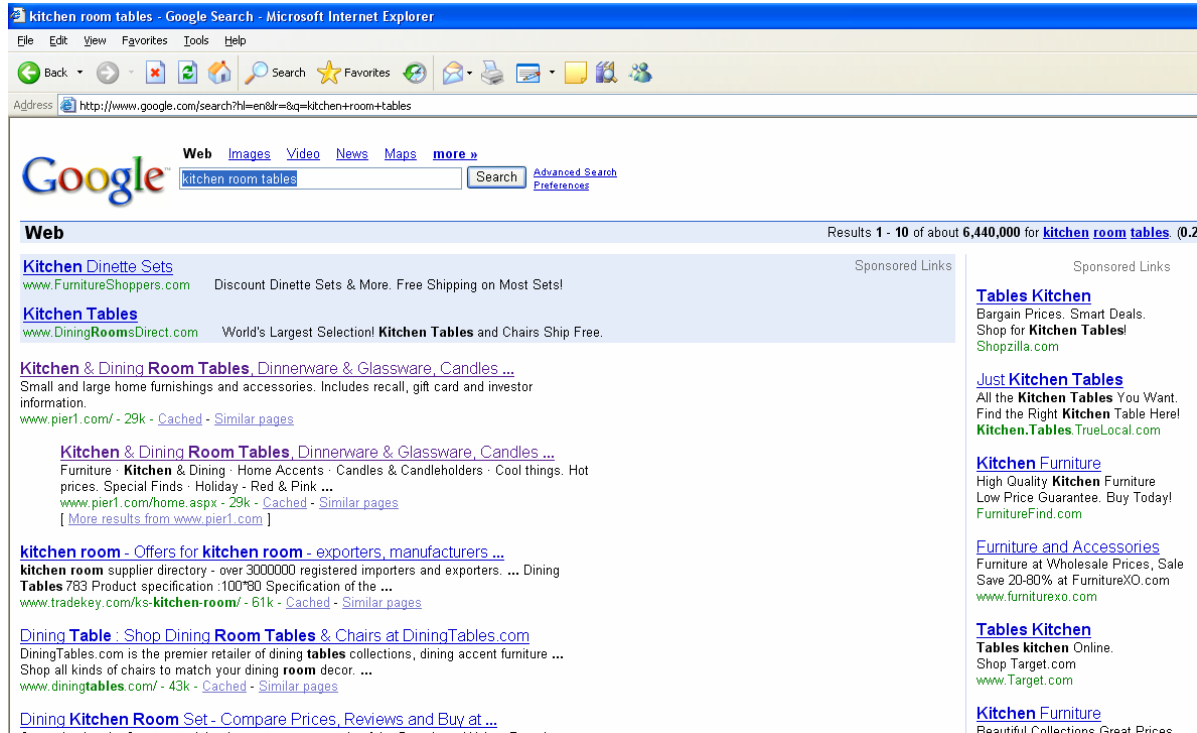 kitchen room tables - Google Search - Microsoft Internet Explorer
File Edit View Favorites Tools Help
Back Search Favorites
Address http://www.google.com/search?hl=en&lr=&q=kitchen+room+tables
Google™
Web Images Video News Maps more »
kitchen room tables Search Advanced Search
Preferences
Web Results 1 - 10 of about 6,440,000 for kitchen room tables. (0.2
Kitchen Dinette Sets Sponsored Links
www.FurnitureShoppers.com Discount Dinette Sets & More. Free Shipping on Most Sets!
Kitchen Tables
www.DiningRoomsDirect.com World's Largest Selection! Kitchen Tables and Chairs Ship Free.
Kitchen & Dining Room Tables, Dinnerware & Glassware, Candles ...
Small and large home furnishings and accessories. Includes recall, gift card and investor
information.
www.pier1.com/ - 29k - Cached - Similar pages
Kitchen & Dining Room Tables, Dinnerware & Glassware, Candles ...
Furniture · Kitchen & Dining · Home Accents · Candles & Candleholders · Cool things. Hot
prices. Special Finds · Holiday - Red & Pink ...
www.pier1.com/home.aspx - 29k - Cached - Similar pages
[ More results from www.pier1.com ]
kitchen room - Offers for kitchen room - exporters, manufacturers ...
kitchen room supplier directory - over 3000000 registered importers and exporters. ... Dining
Tables 783 Product specification :100*80 Specification of the ...
www.tradekey.com/ks-kitchen-room/ - 61k - Cached - Similar pages
Dining Table : Shop Dining Room Tables & Chairs at DiningTables.com
DiningTables.com is the premier retailer of dining tables collections, dining accent furniture ...
Shop all kinds of chairs to match your dining room decor. ...
www.diningtables.com/ - 43k - Cached - Similar pages
Dining Kitchen Room Set - Compare Prices, Reviews and Buy at ...
Sponsored Links
Tables Kitchen
Bargain Prices. Smart Deals.
Shop for Kitchen Tables!
Shopzilla.com
Just Kitchen Tables
All the Kitchen Tables You Want.
Find the Right Kitchen Table Here!
Kitchen.Tables.TrueLocal.com
Kitchen Furniture
High Quality Kitchen Furniture
Low Price Guarantee. Buy Today!
FurnitureFind.com
Furniture and Accessories
Furniture at Wholesale Prices, Sale
Save 20-80% at FurnitureXO.com
www.furniturexo.com
Tables Kitchen
Tables kitchen Online.
Shop Target.com
www.Target.com
Kitchen Furniture
Beautiful Collections Great Prices